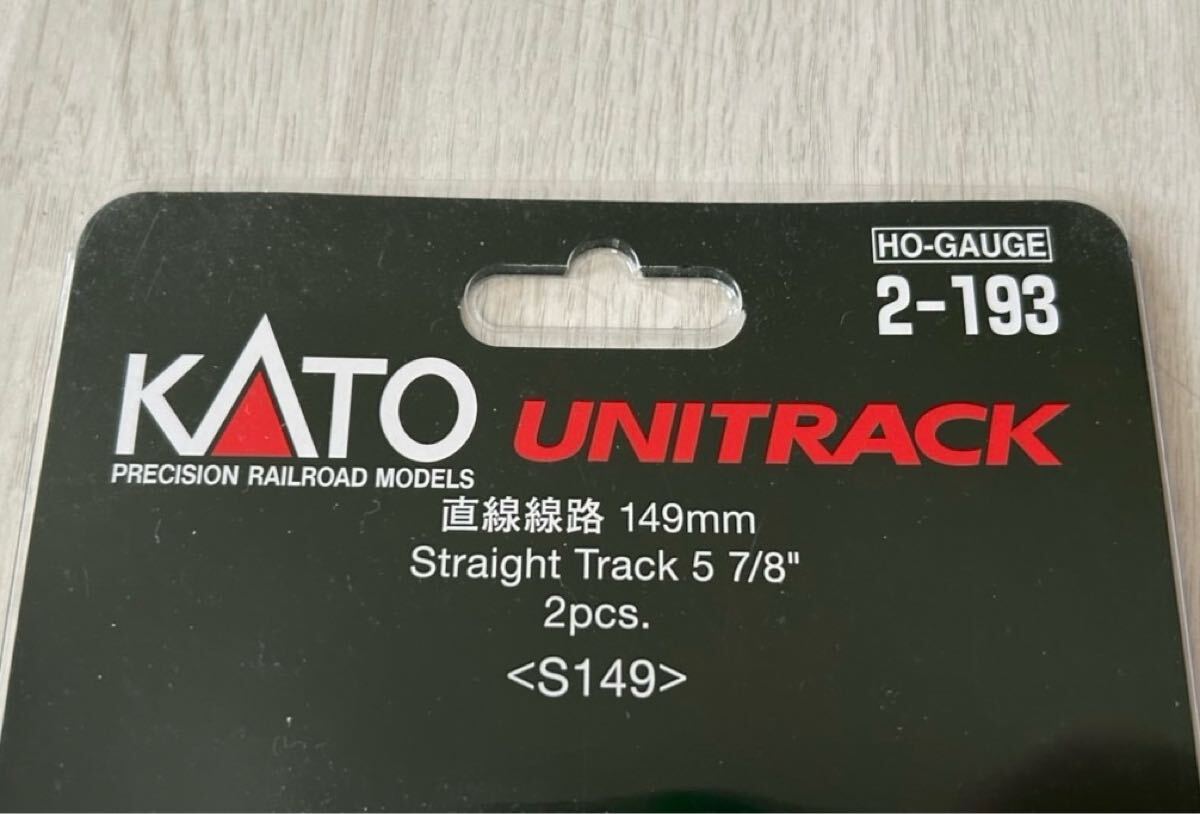 HO-GAUGE
2-193
KATO UNITRACK
PRECISION RAILROAD MODELS
直線線路 149mm
Straight Track 5 7/8"
2pcs.
<S149>